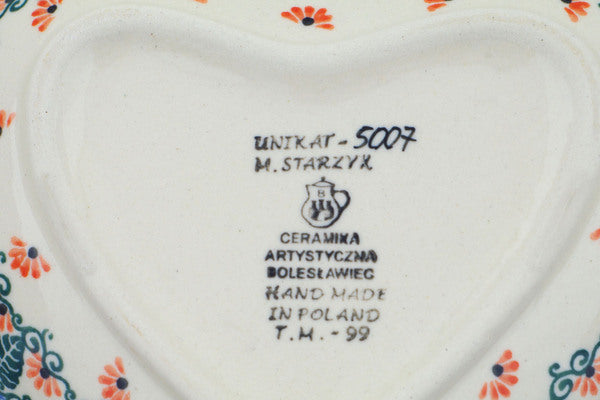 UNIKAT - 5007
M. STARZYK
B
CERAMIKA
ARTYSTYCZNA
BOLESŁAWIEC
HAND MADE
IN POLAND
T.M. - 99